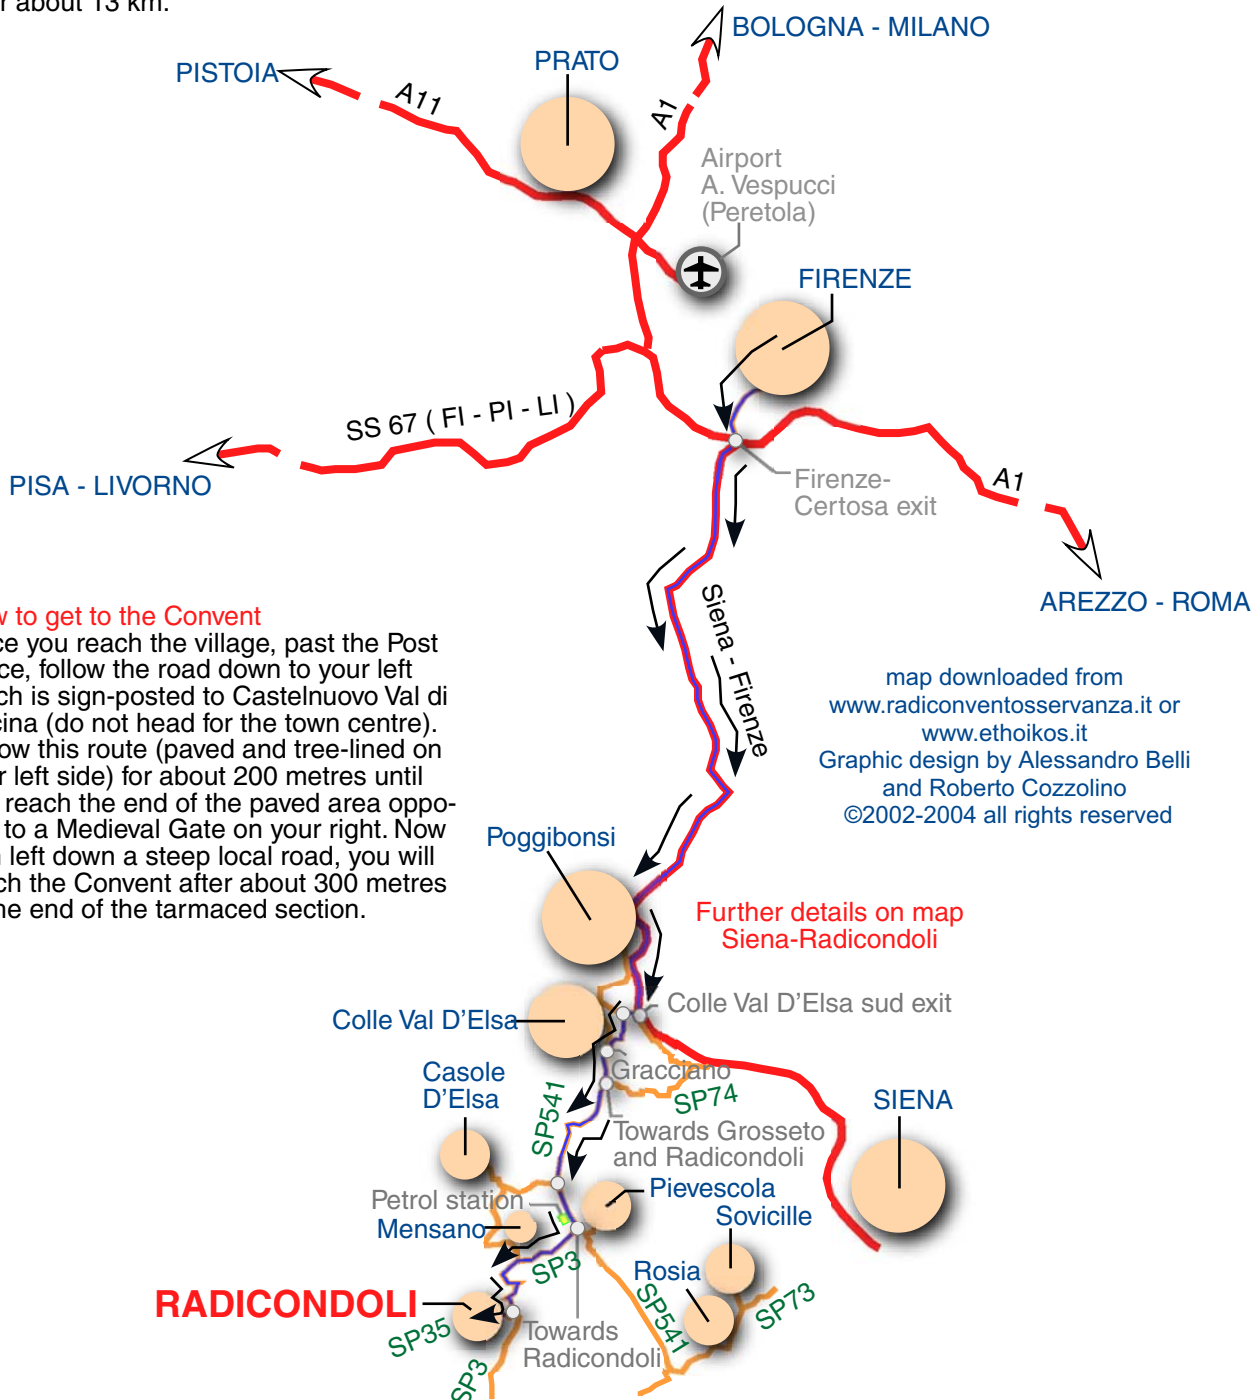 about 13 km.
BOLOGNA - MILANO
PISTOIA
PRATO
A11
A1
Airport
A. Vespucci
(Peretola)
FIRENZE
SS 67 ( FI - PI - LI )
PISA - LIVORNO
Firenze-
Certosa exit
A1
AREZZO - ROMA
to get to the Convent
you reach the village, past the Post
follow the road down to your left
is sign-posted to Castelnuovo Val di
(do not head for the town centre).
this route (paved and tree-lined on
left side) for about 200 metres until
reach the end of the paved area oppo-
to a Medieval Gate on your right. Now
left down a steep local road, you will
the Convent after about 300 metres
end of the tarmaced section.
Siena - Firenze
map downloaded from
www.radiconventosservanza.it or
www.ethoikos.it
Graphic design by Alessandro Belli
and Roberto Cozzolino
©2002-2004 all rights reserved
Poggibonsi
Further details on map
Siena-Radicondoli
Colle Val D'Elsa sud exit
Colle Val D'Elsa
Casole
D'Elsa
Gracciano
SP541
SP74
SIENA
Towards Grosseto
and Radicondoli
Petrol station
Pievescola
Mensano
Sovicille
SP3
Rosia
RADICONDOLI
SP541
SP73
SP35
Towards
Radicondoli
SP3